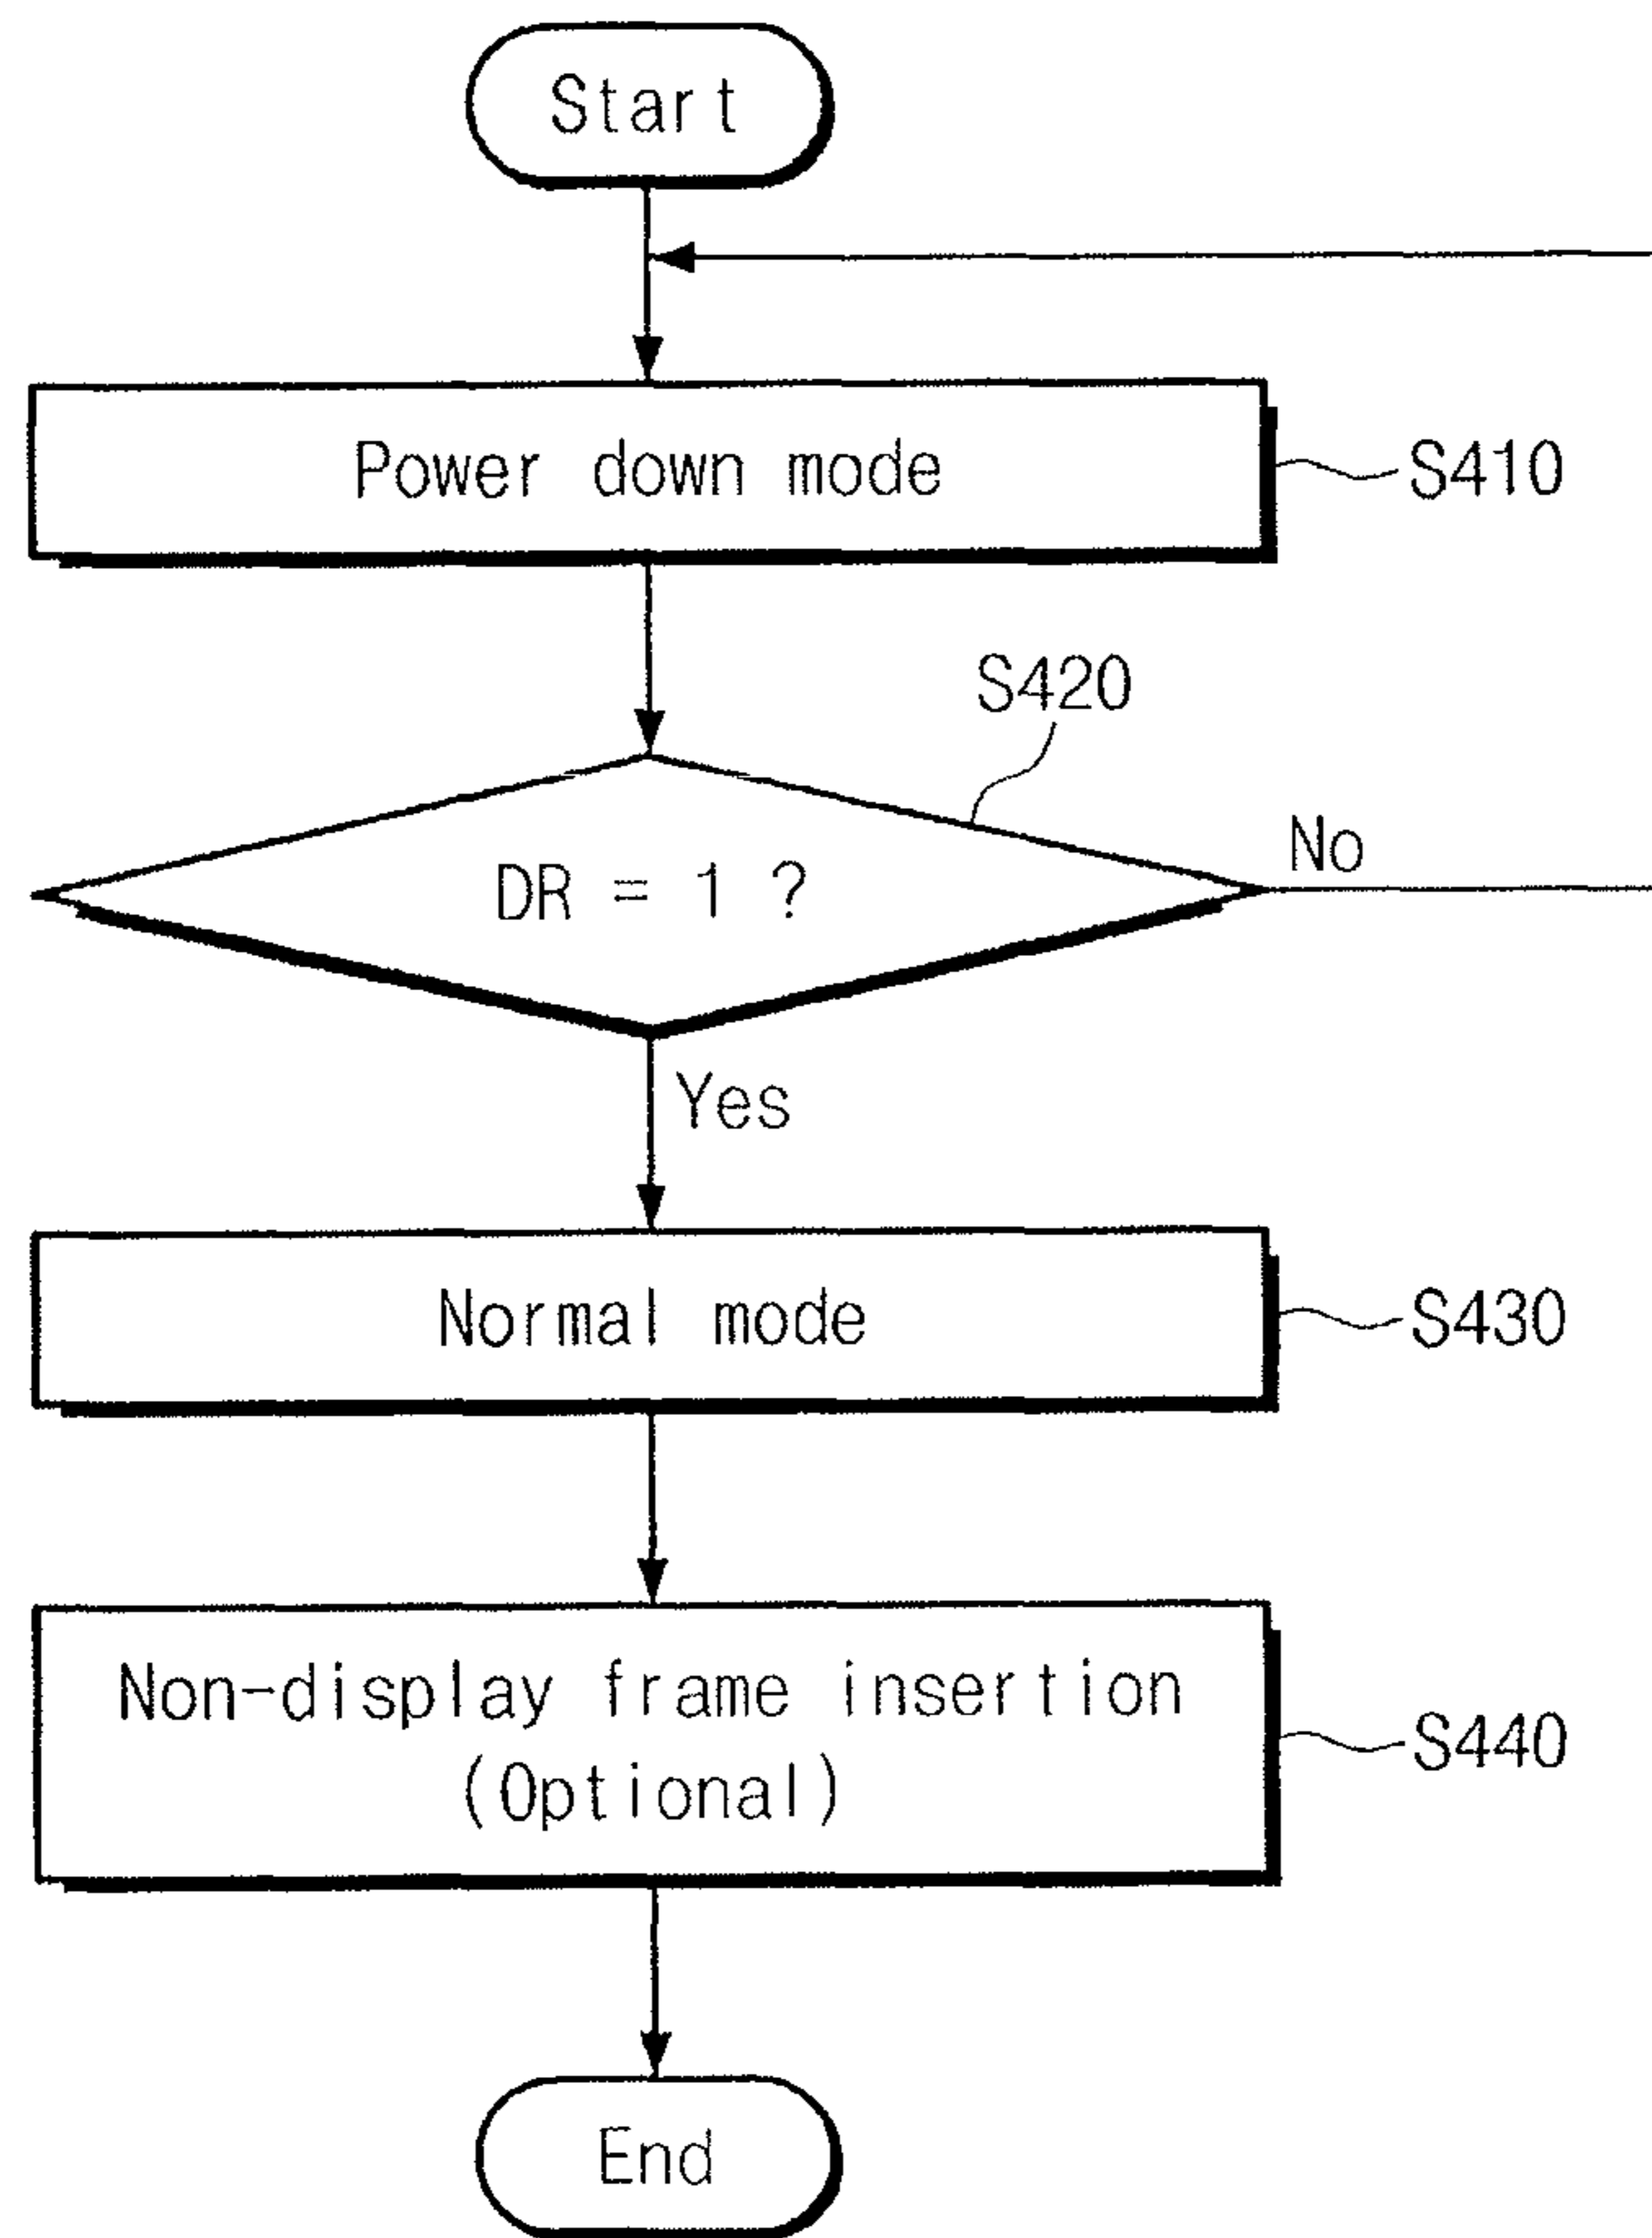 Start
Power down mode
S410
S420
DR = 1 ?
No
Yes
Normal mode
S430
Non-display frame insertion
(Optional)
S440
End